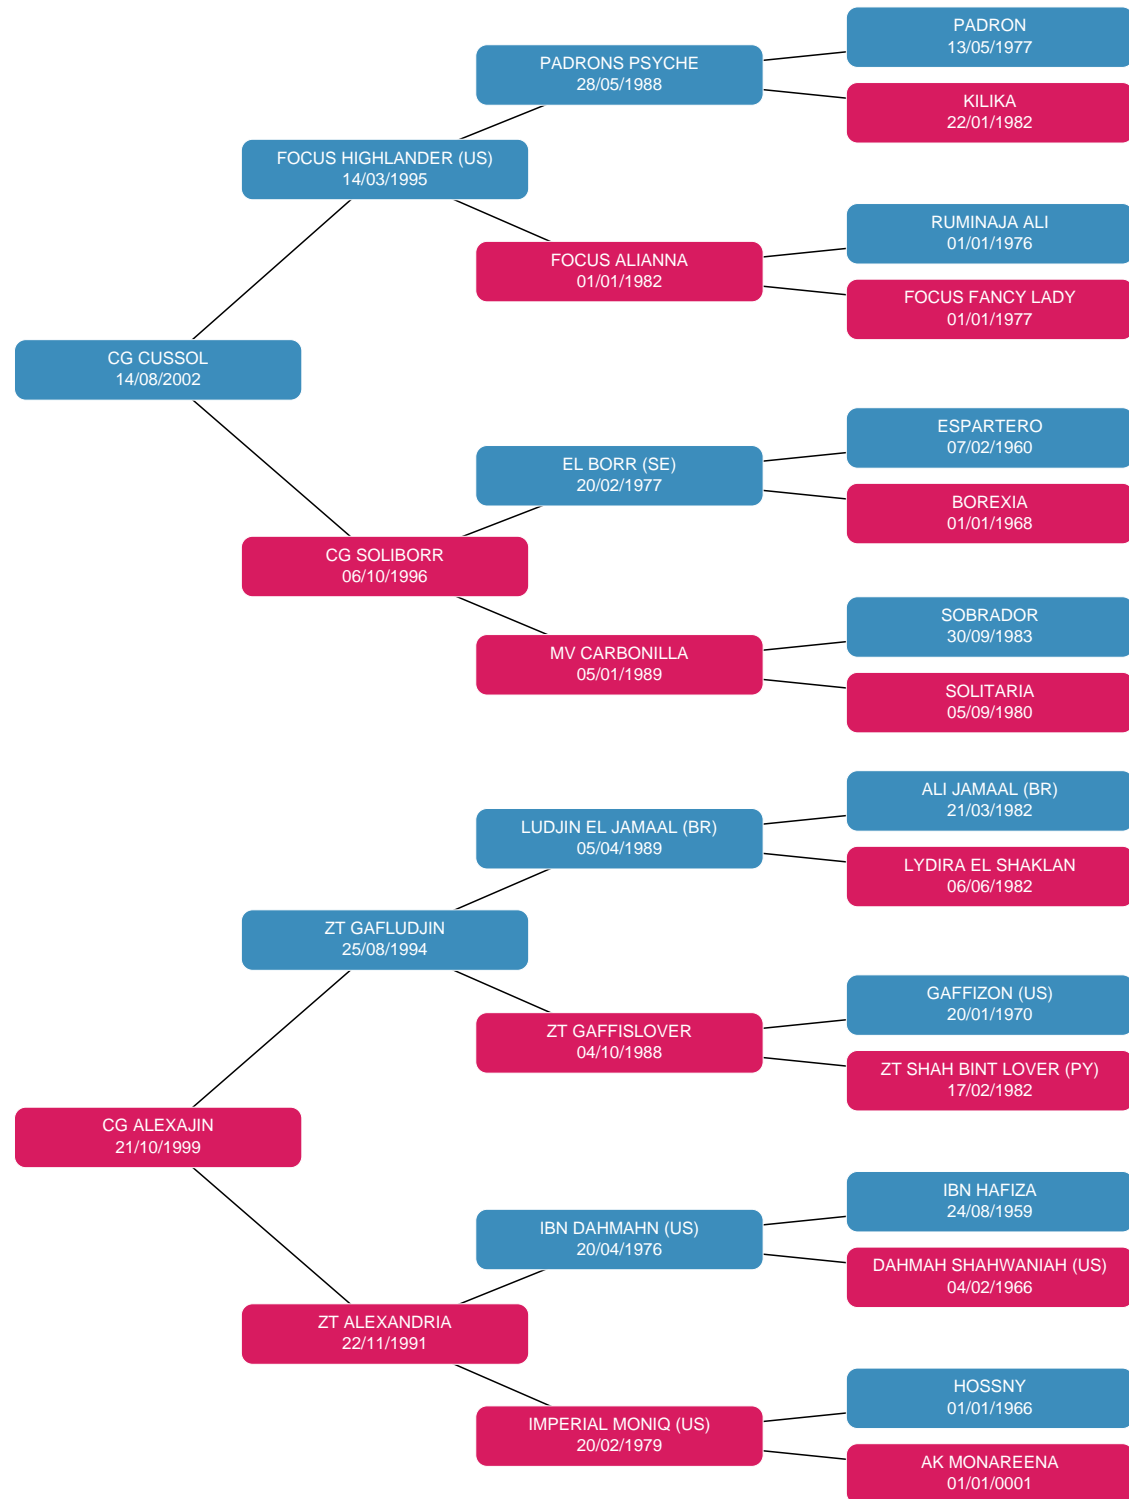 PADRON
13/05/1977
PADRONS PSYCHE
28/05/1988
KILIKA
22/01/1982
FOCUS HIGHLANDER (US)
14/03/1995
RUMINAJA ALI
01/01/1976
FOCUS ALIANNA
01/01/1982
FOCUS FANCY LADY
01/01/1977
CG CUSSOL
14/08/2002
ESPARTERO
07/02/1960
EL BORR (SE)
20/02/1977
BOREXIA
01/01/1968
CG SOLIBORR
06/10/1996
SOBRADOR
30/09/1983
MV CARBONILLA
05/01/1989
SOLITARIA
05/09/1980
ALI JAMAAL (BR)
21/03/1982
LUDJIN EL JAMAAL (BR)
05/04/1989
LYDIRA EL SHAKLAN
06/06/1982
ZT GAFLUDJIN
25/08/1994
GAFFIZON (US)
20/01/1970
ZT GAFFISLOVER
04/10/1988
ZT SHAH BINT LOVER (PY)
17/02/1982
CG ALEXAJIN
21/10/1999
IBN HAFIZA
24/08/1959
IBN DAHMAHN (US)
20/04/1976
DAHMAH SHAHWANIAH (US)
04/02/1966
ZT ALEXANDRIA
22/11/1991
HOSSNY
01/01/1966
IMPERIAL MONIQ (US)
20/02/1979
AK MONAREENA
01/01/0001